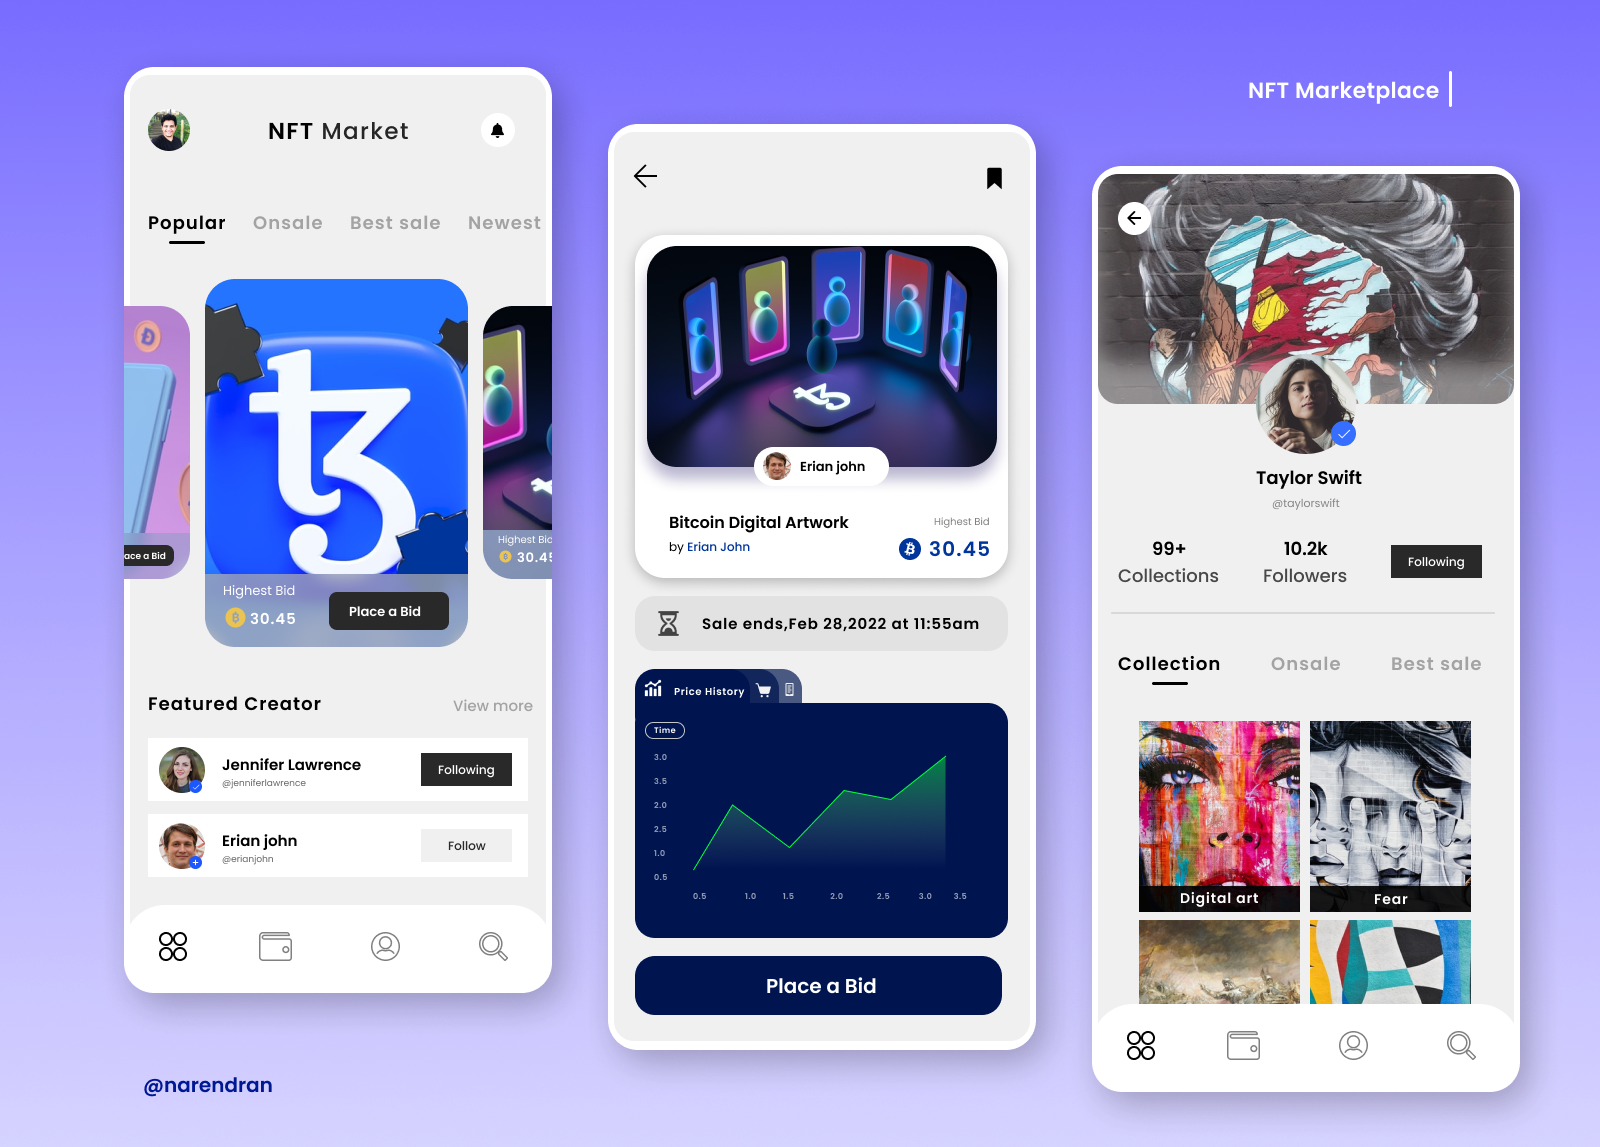 NFT Marketplace
NFT Market
Popular Onsale Best sale Newest
ace a Bid
Highest Bid
30.45
Place a Bid
Highest Bid
30.45
Featured Creator View more
Jennifer Lawrence
@jenniferlawrence
Following
Erian john
@erianjohn
Follow
@narendran
Erian john
Bitcoin Digital Artwork
by Erian John
Highest Bid
30.45
Sale ends,Feb 28,2022 at 11:55am
Price History
Time
3.0
3.5
2.0
2.5
1.0
0.5
0.5 1.0 1.5 2.0 2.5 3.0 3.5
Place a Bid
Taylor Swift
@taylorswift
99+
Collections
10.2k
Followers
Following
Collection Onsale Best sale
Digital art
Fear